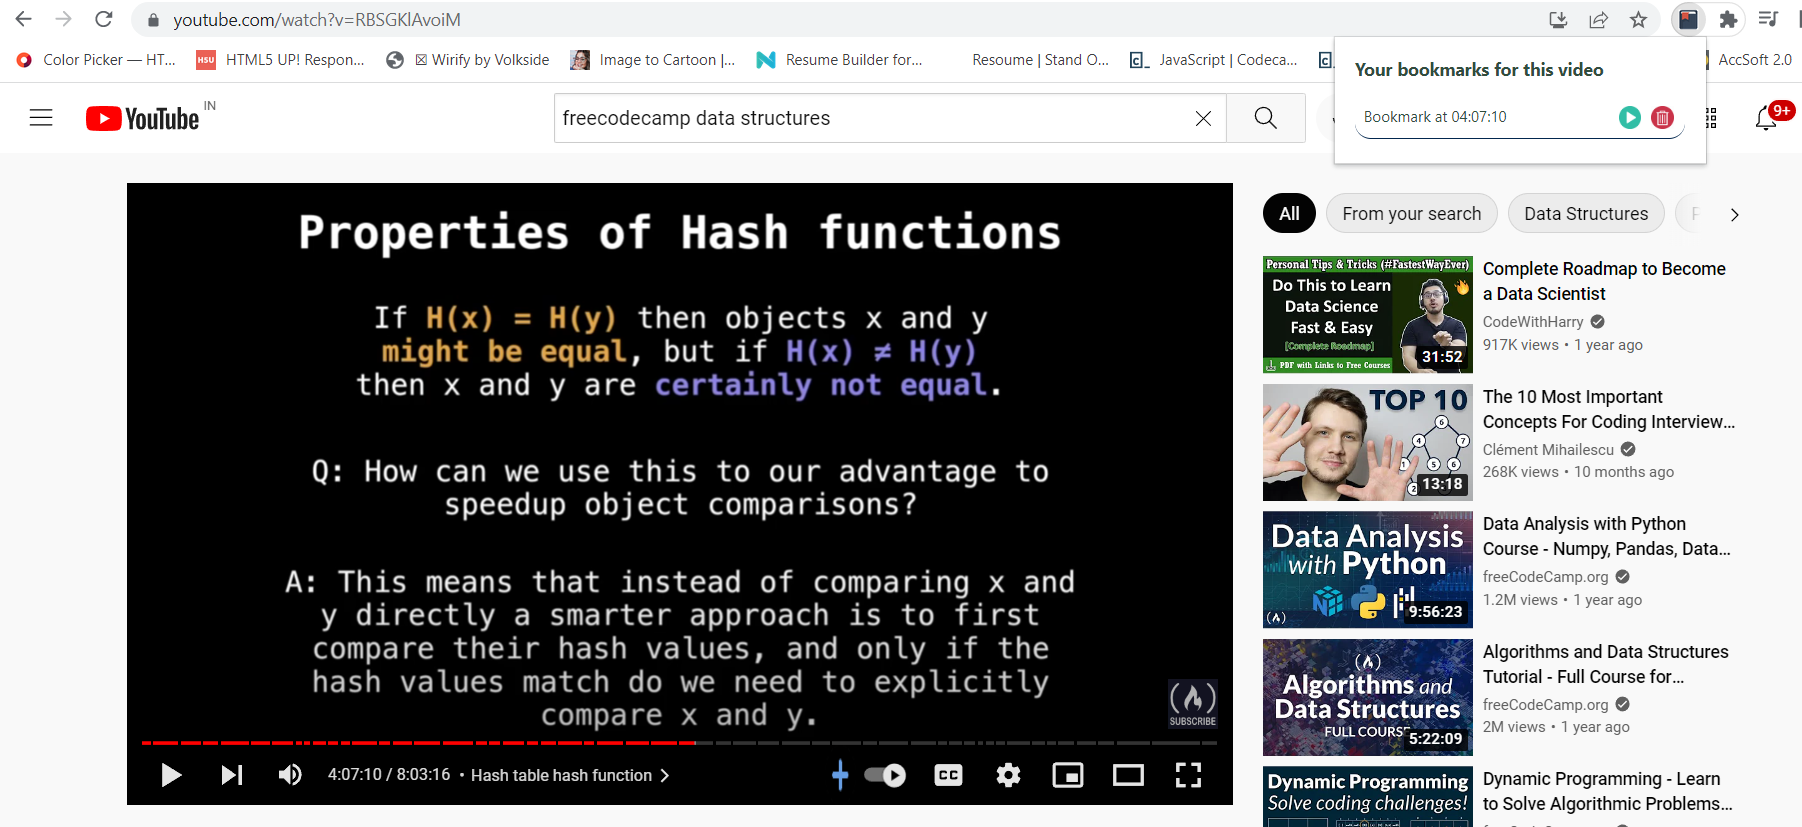 youtube.com/watch?v=RBSGKlAvoiM
Color Picker — HT...
HSU
HTML5 UP! Respon...
Wirify by Volkside
Image to Cartoon |...
Resume Builder for...
Resoume | Stand O...
JavaScript | Codeca...
AccSoft 2.0
Your bookmarks for this video
Bookmark at 04:07:10
YouTube
IN
freecodecamp data structures
9+
Properties of Hash functions
If H(x) = H(y) then objects x and y
might be equal, but if H(x) ≠ H(y)
then x and y are certainly not equal.
Q: How can we use this to our advantage to
speedup object comparisons?
A: This means that instead of comparing x and
y directly a smarter approach is to first
compare their hash values, and only if the
hash values match do we need to explicitly
compare x and y.
SUBSCRIBE
4:07:10 / 8:03:16 • Hash table hash function
CC
All
From your search
Data Structures
Personal Tips & Tricks (#FastestWayEver)
Do This to Learn
Data Science
Fast & Easy
[Complete Roadmap]
PDF with Links to Free Courses
31:52
Complete Roadmap to Become
a Data Scientist
CodeWithHarry
917K views • 1 year ago
TOP 10
6
4
7
1
5
6
2
13:18
The 10 Most Important
Concepts For Coding Interview...
Clément Mihailescu
268K views • 10 months ago
Data Analysis
with Python
9:56:23
Data Analysis with Python
Course - Numpy, Pandas, Data...
freeCodeCamp.org
1.2M views • 1 year ago
Algorithms and
Data Structures
FULL COURSE
5:22:09
Algorithms and Data Structures
Tutorial - Full Course for...
freeCodeCamp.org
2M views • 1 year ago
Dynamic Programming
Solve coding challenges!
Dynamic Programming - Learn
to Solve Algorithmic Problems...